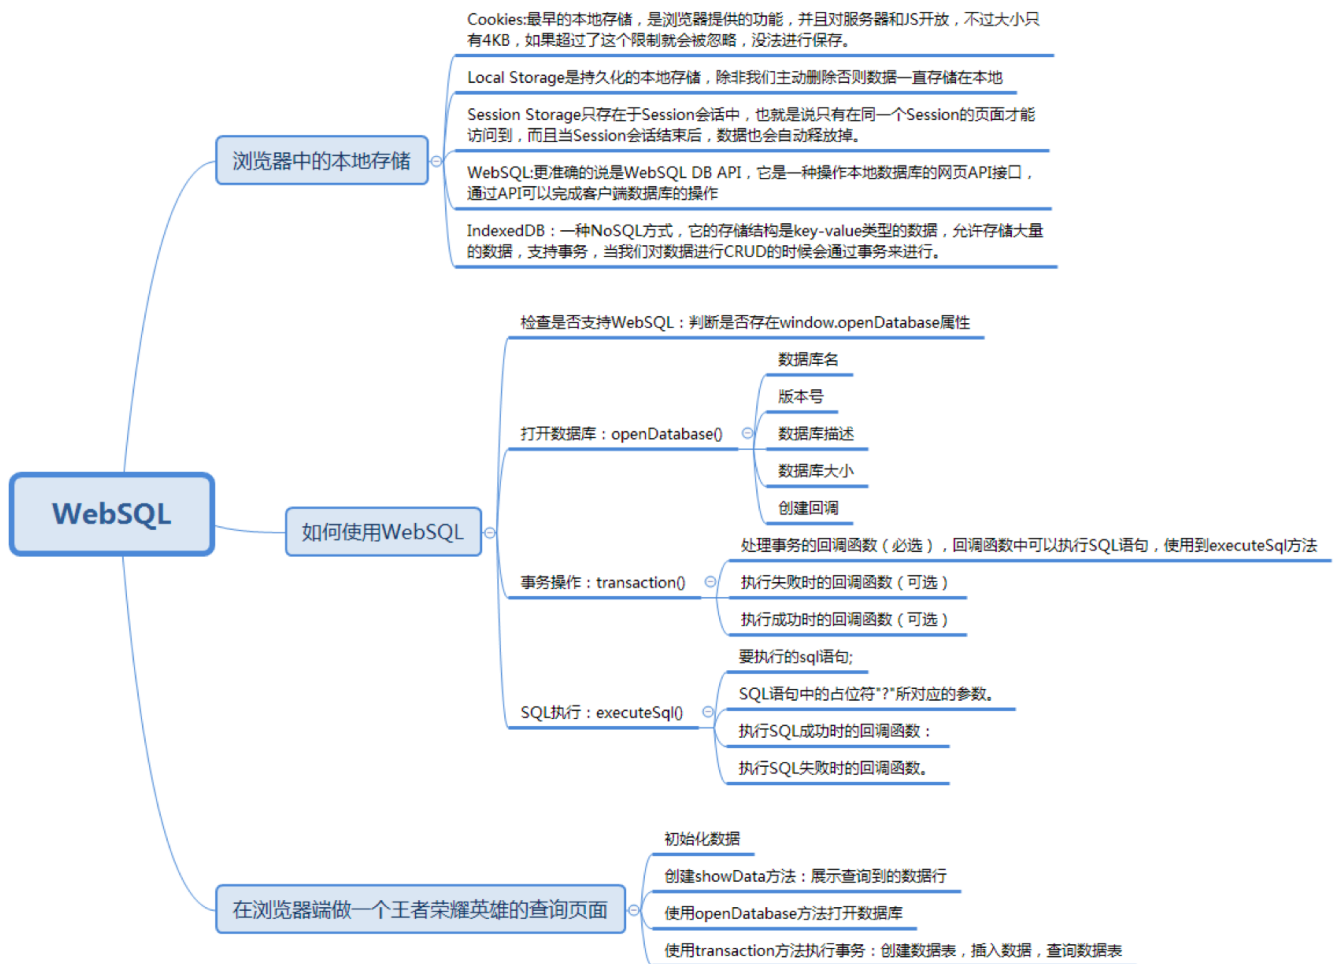 Cookies:最早的本地存储，是浏览器提供的功能，并且对服务器和JS开放，不过大小只
有4KB，如果超过了这个限制就会被忽略，没法进行保存。
Local Storage是持久化的本地存储，除非我们主动删除否则数据一直存储在本地
Session Storage只存在于Session会话中，也就是说只有在同一个Session的页面才能
访问到，而且当Session会话结束后，数据也会自动释放掉。
浏览器中的本地存储
WebSQL:更准确的说是WebSQL DB API，它是一种操作本地数据库的网页API接口，
通过API可以完成客户端数据库的操作
IndexedDB：一种NoSQL方式，它的存储结构是key-value类型的数据，允许存储大量
的数据，支持事务，当我们对数据进行CRUD的时候会通过事务来进行。
检查是否支持WebSQL：判断是否存在window.openDatabase属性
数据库名
版本号
打开数据库：openDatabase()
数据库描述
数据库大小
创建回调
WebSQL
如何使用WebSQL
处理事务的回调函数（必选），回调函数中可以执行SQL语句，使用到executeSql方法
事务操作：transaction()
执行失败时的回调函数（可选）
执行成功时的回调函数（可选）
要执行的sql语句;
SQL语句中的占位符"?"所对应的参数。
SQL执行：executeSql()
执行SQL成功时的回调函数：
执行SQL失败时的回调函数。
初始化数据
创建showData方法：展示查询到的数据行
在浏览器端做一个王者荣耀英雄的查询页面
使用openDatabase方法打开数据库
使用transaction方法执行事务：创建数据表，插入数据，查询数据表